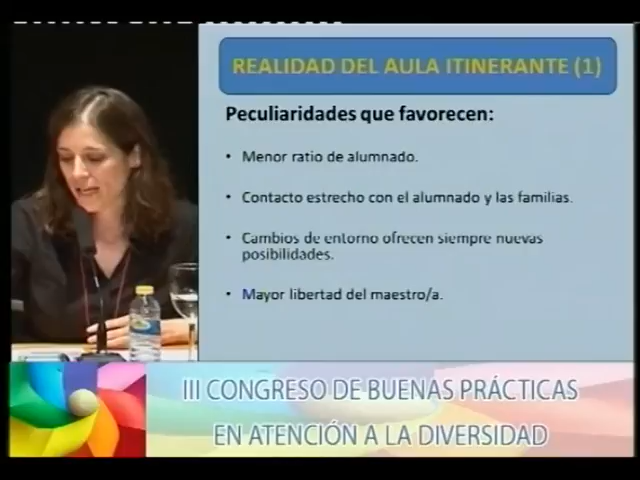 REALIDAD DEL AULA ITINERANTE (1)
Peculiaridades que favorecen:
• Menor ratio de alumnado.
• Contacto estrecho con el alumnado y las familias.
• Cambios de entorno ofrecen siempre nuevas
posibilidades.
• Mayor libertad del maestro/a.
III CONGRESO DE BUENAS PRÁCTICAS
EN ATENCIÓN A LA DIVERSIDAD